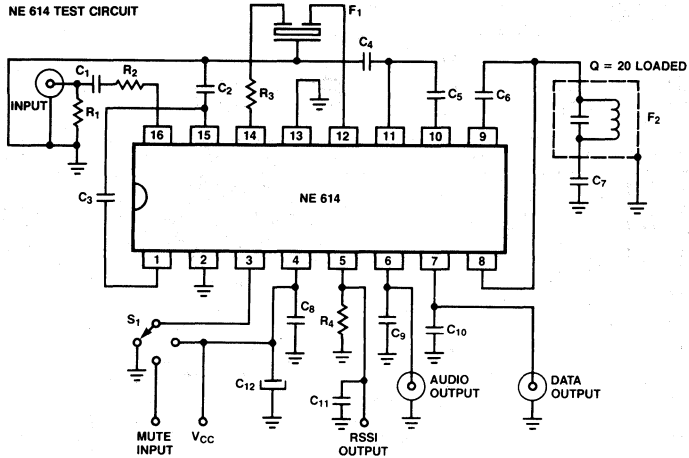 NE 614 TEST CIRCUIT
F1
C4
Q = 20 LOADED
C1
R2
C2
R3
C5
C6
INPUT
R1
F2
16
15
14
13
12
11
10
9
C7
C3
NE 614
1
2
3
4
5
6
7
8
S1
C8
R4
C9
C10
C12
C11
AUDIO
OUTPUT
DATA
OUTPUT
MUTE
INPUT
VCC
RSSI
OUTPUT